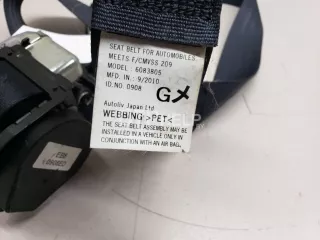 SEAT BELT FOR AUTOMOBILES
MEETS F/CMVSS 209
MODEL. 6083805
MFD. IN. : 9/2010
ID.NO. 0908
Autoliv Japan Ltd
WEBBING >PET<
THE SEAT BELT ASSEMBLY MAY BE
INSTALLED IN A VEHICLE ONLY IN
CONJUNCTION WITH AN AIR BAG.